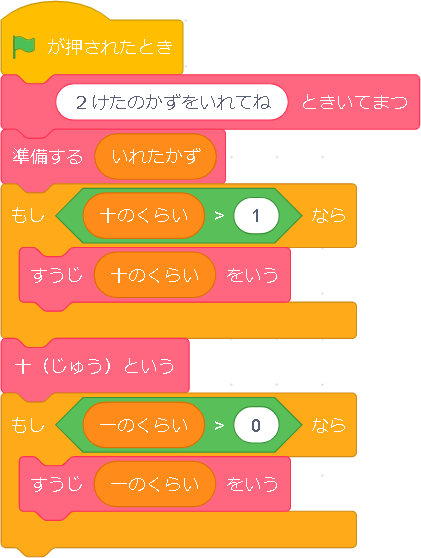 が押されたとき
2けたのかずをいれてね ときいてまつ
準備する いれたかず
もし 十のくらい > 1 なら
すうじ 十のくらい をいう
十（じゅう）という
もし 一のくらい > 0 なら
すうじ 一のくらい をいう